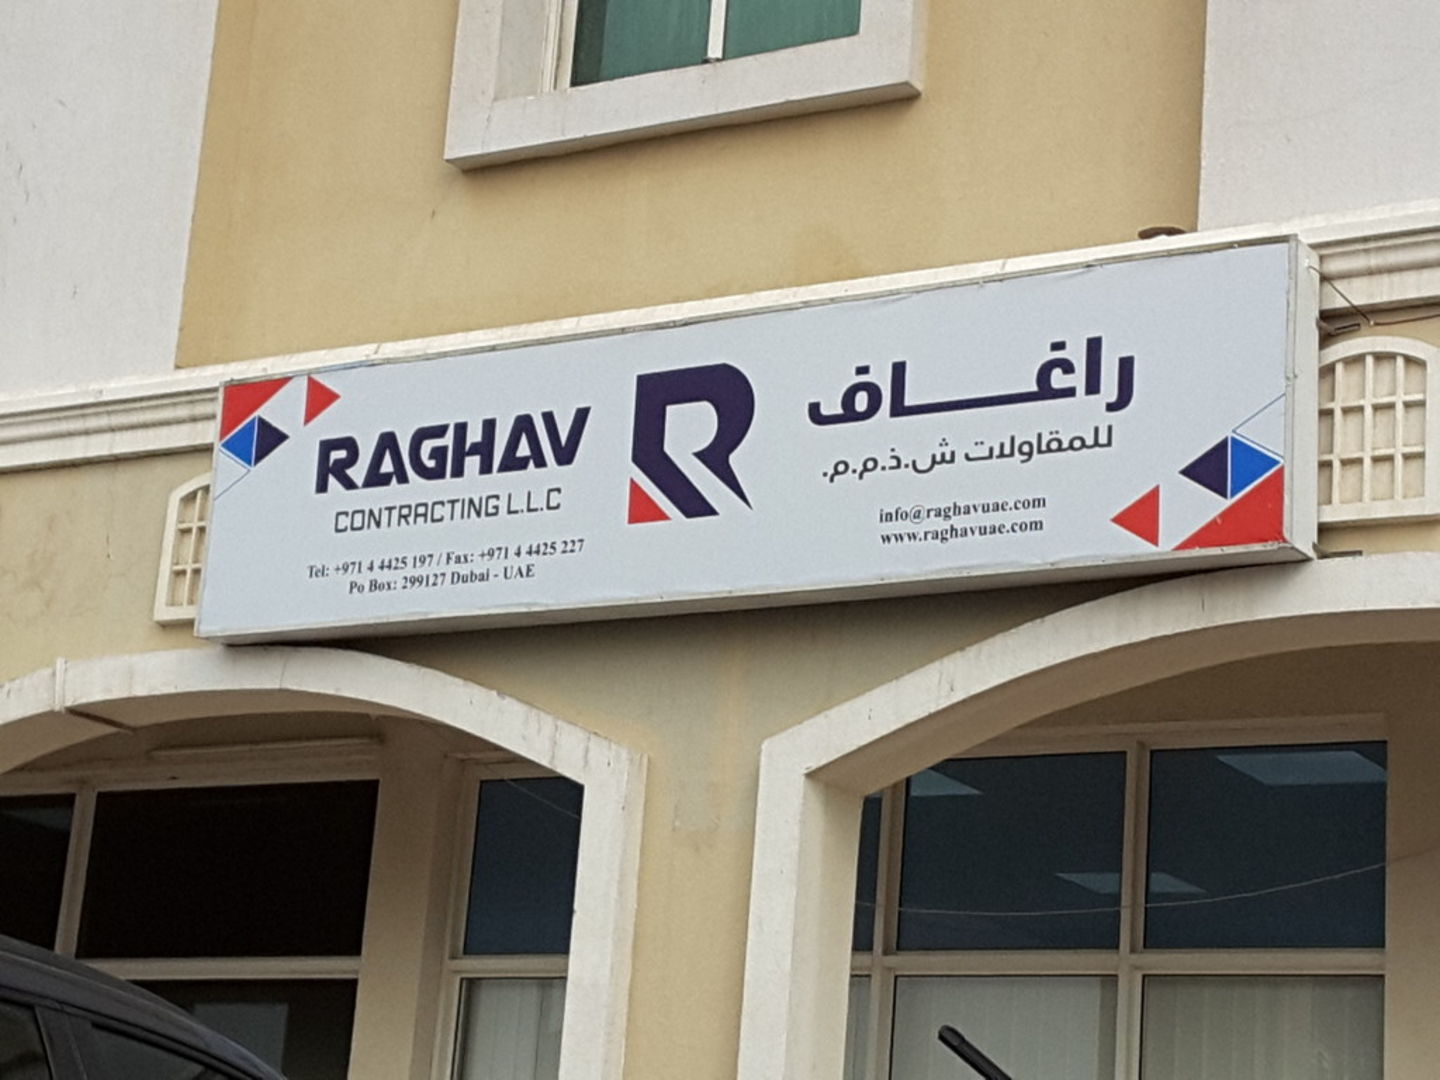 RAGHAV
CONTRACTING L.L.C
Tel: +971 4 4425 197 / Fax: +971 4 4425 227
Po Box: 299127 Dubai - UAE
R
راغـــاف
للمقاولات ش.ذ.م.م.
info@raghavuae.com
www.raghavuae.com